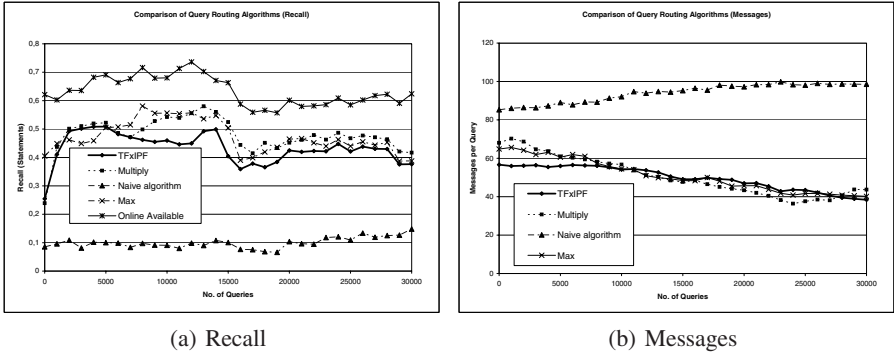 Comparison of Query Routing Algorithms (Recall)
0,8
0,7
0,6
0,5
0,4
0,3
0,2
0,1
0
Recall (Statements)
TFxIPF
Multiply
Naive algorithm
Max
Online Available
0 5000 10000 15000 20000 25000 30000
No. of Queries
(a) Recall
Comparison of Query Routing Algorithms (Messages)
120
100
80
60
40
20
0
Messages per Query
TFxIPF
Multiply
Naive algorithm
Max
0 5000 10000 15000 20000 25000 30000
No. of Queries
(b) Messages